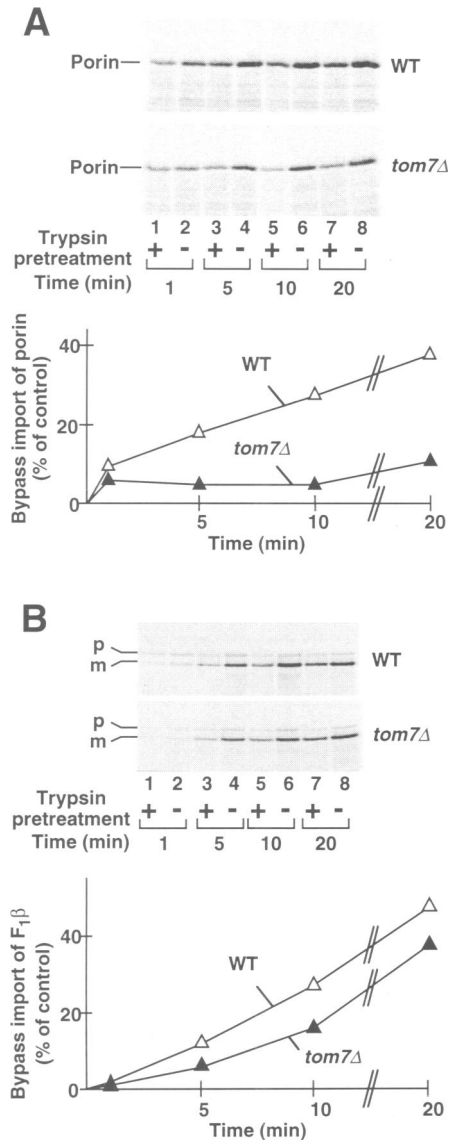 A
Porin WT
Porin tom7Δ
1 2 3 4 5 6 7 8
Trypsin
pretreatment + - + - + - + -
Time (min) 1 5 10 20
Bypass import of porin
(% of control)
40
20
0
WT
tom7Δ
5 10 20
Time (min)
B
p
m
WT
p
m
tom7Δ
1 2 3 4 5 6 7 8
Trypsin
pretreatment + - + - + - + -
Time (min) 1 5 10 20
Bypass import of F1β
(% of control)
40
20
0
WT
tom7Δ
5 10 20
Time (min)